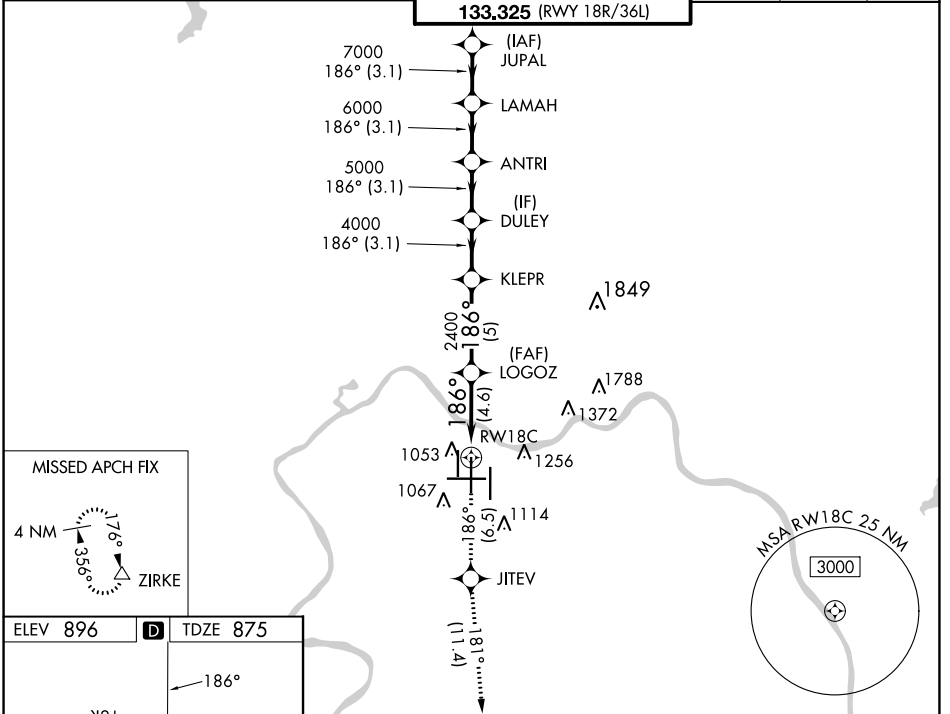 133.325 (RWY 18R/36L)
(IAF)
JUPAL
7000
186° (3.1)
LAMAH
6000
186° (3.1)
ANTRI
5000
186° (3.1)
(IF)
DULEY
4000
186° (3.1)
KLEPR
1849
2400
186°
(5)
(FAF)
LOGOZ
1788
1372
186°
(4.6)
RW18C
1053
1256
1067
1114
186°
(6.5)
JITEV
181°
(11.4)
MISSED APCH FIX
4 NM
176°
356°
ZIRKE
MSA RW18C 25 NM
3000
ELEV 896 D TDZE 875
186°